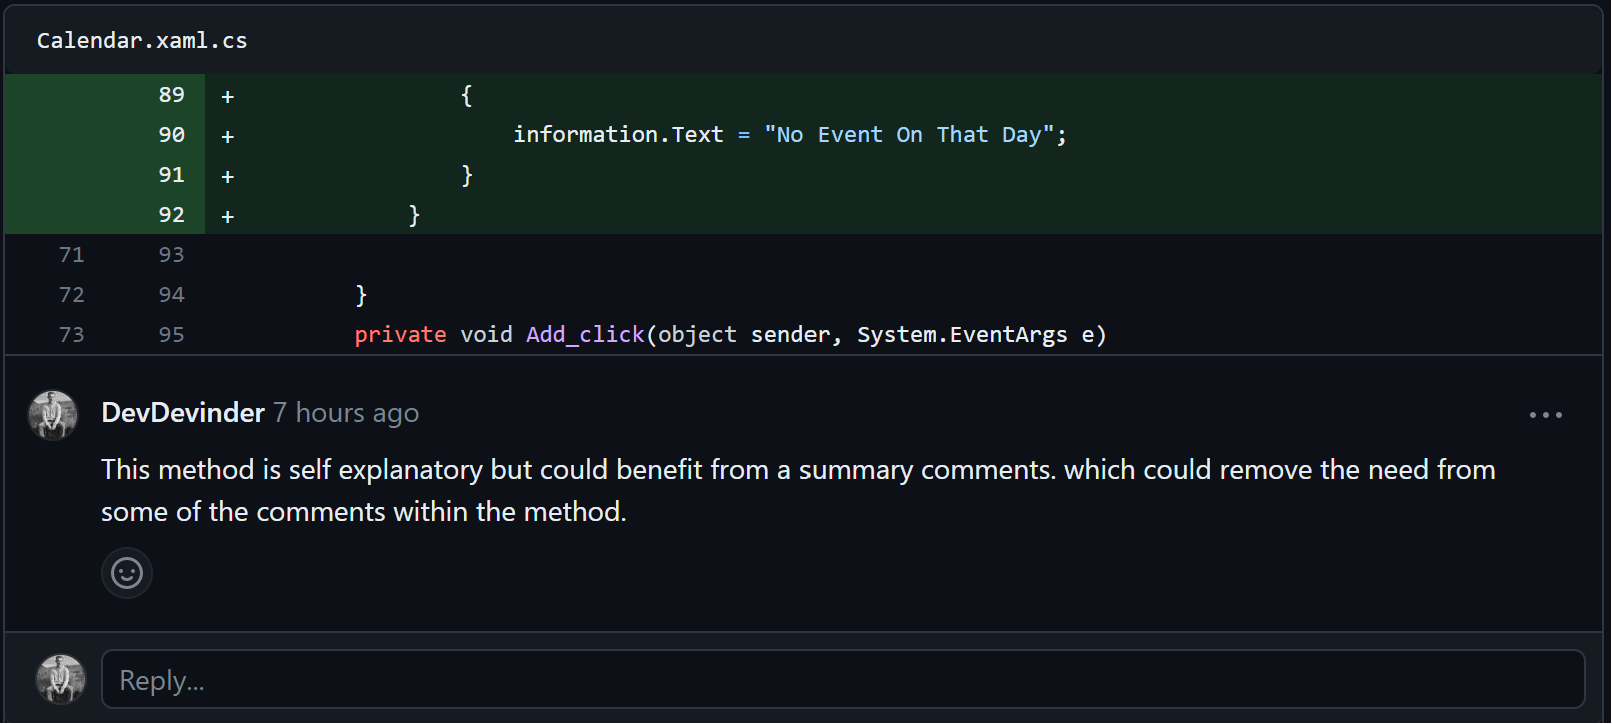 Calendar.xaml.cs
89 + {
90 + information.Text = "No Event On That Day";
91 + }
92 + }
71 93
72 94 }
73 95 private void Add_click(object sender, System.EventArgs e)
DevDevinder 7 hours ago
This method is self explanatory but could benefit from a summary comments. which could remove the need from
some of the comments within the method.
Reply...